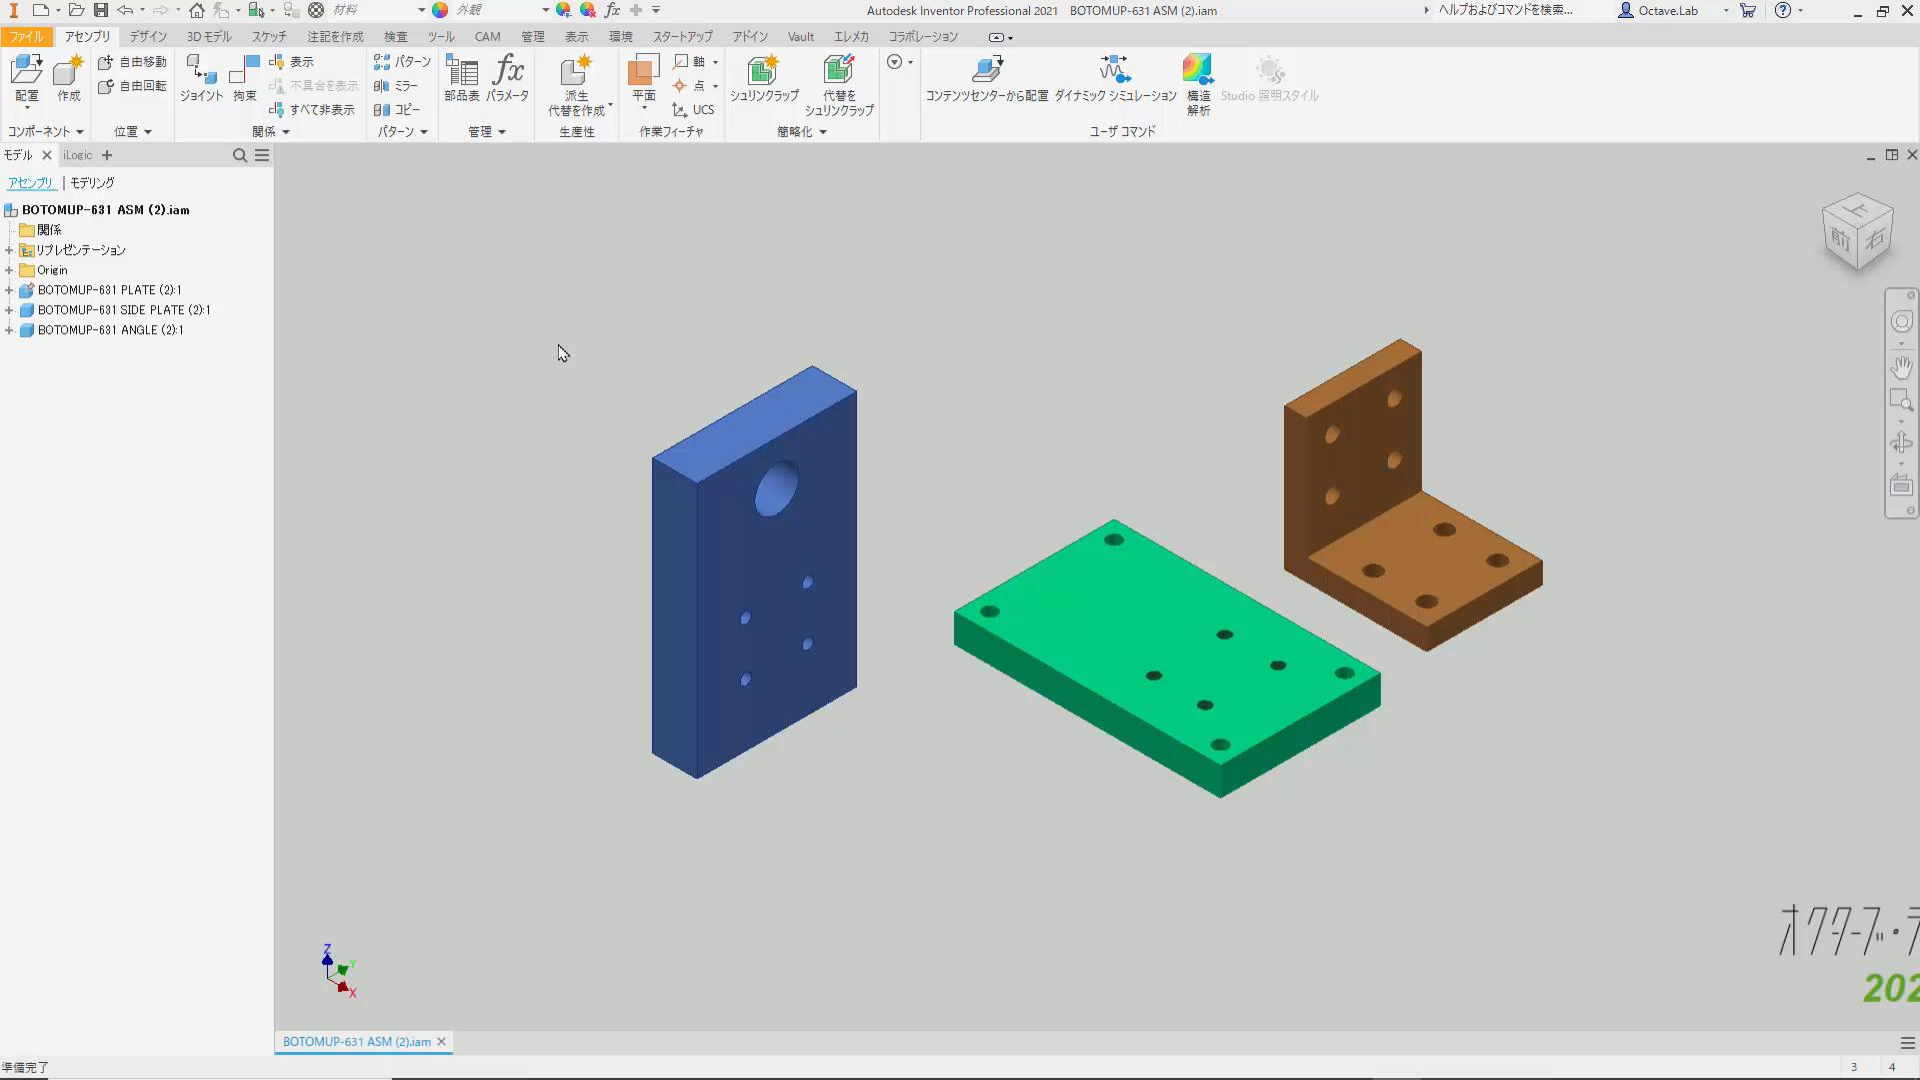 材料
外観
Autodesk Inventor Professional 2021 BOTOMUP-631 ASM (2).iam
ヘルプおよびコマンドを検索...
Octave.Lab
ファイル
アセンブリ
デザイン
3D モデル
スケッチ
注記を作成
検査
ツール
CAM
管理
表示
環境
スタートアップ
アドイン
Vault
エレメカ
コラボレーション
配置
作成
自由移動
自由回転
ジョイント
拘束
表示
不具合を表示
すべて非表示
パターン
ミラー
コピー
部品表
パラメータ
派生
代替を作成
平面
軸
点
UCS
シュリンクラップ
代替を
シュリンクラップ
コンテンツセンターから配置
ダイナミック シミュレーション
構造
解析
Studio 照明スタイル
コンポーネント
位置
関係
パターン
管理
生産性
作業フィーチャ
簡略化
ユーザ コマンド
モデル
iLogic
アセンブリ | モデリング
BOTOMUP-631 ASM (2).iam
関係
リプレゼンテーション
Origin
BOTOMUP-631 PLATE (2):1
BOTOMUP-631 SIDE PLATE (2):1
BOTOMUP-631 ANGLE (2):1
上
前
右
オクターブ・ラ
202
Z
Y
X
BOTOMUP-631 ASM (2).iam
準備完了
3 4